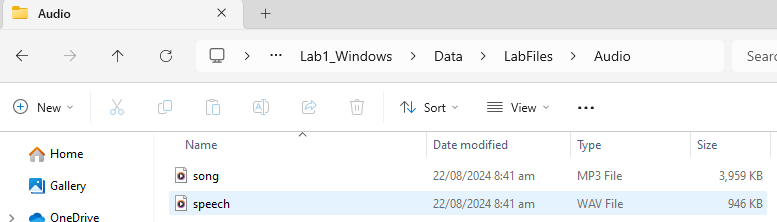 Audio
Lab1_Windows > Data > LabFiles > Audio
Sear
New
Sort
View
Name Date modified Type Size
Home
Gallery
OneDrive
song 22/08/2024 8:41 am MP3 File 3,959 KB
speech 22/08/2024 8:41 am WAV File 946 KB